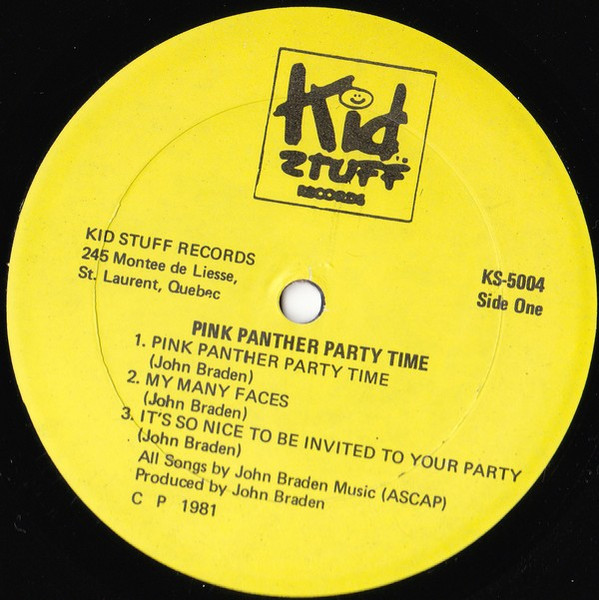 Kid
STUFF
RECORDS
KID STUFF RECORDS
245 Montee de Liesse,
St. Laurent, Quebec
KS-5004
Side One
PINK PANTHER PARTY TIME
1. PINK PANTHER PARTY TIME
(John Braden)
2. MY MANY FACES
(John Braden)
3. IT'S SO NICE TO BE INVITED TO YOUR PARTY
(John Braden)
All Songs by John Braden Music (ASCAP)
Produced by John Braden
C P 1981